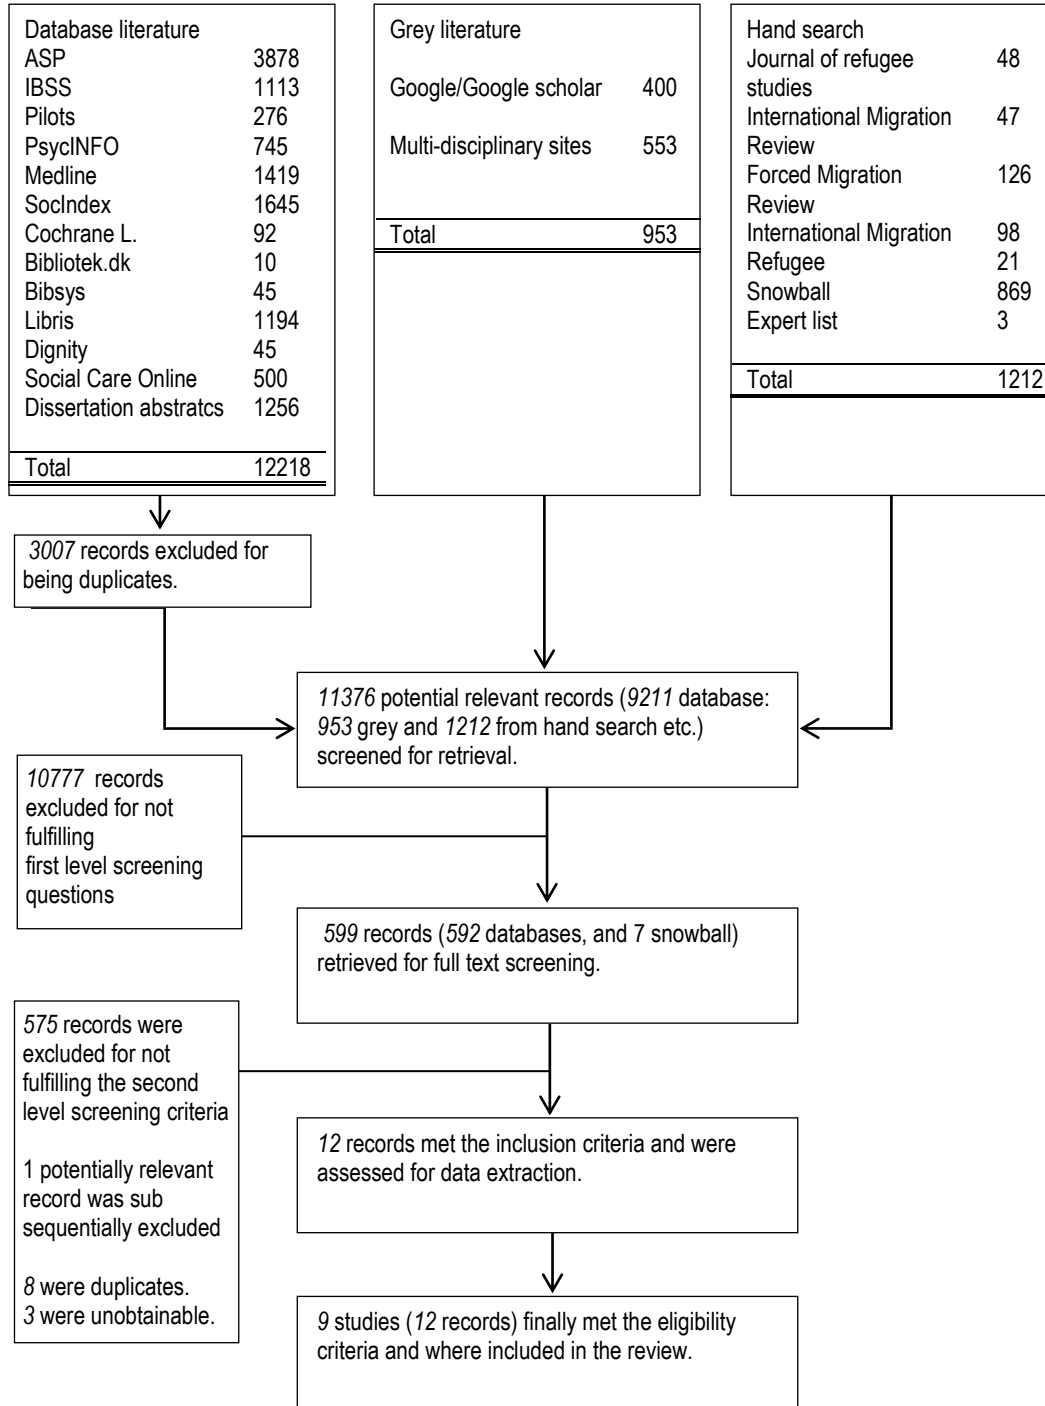 Database literature
ASP 3878
IBSS 1113
Pilots 276
PsycINFO 745
Medline 1419
SocIndex 1645
Cochrane L. 92
Bibliotek.dk 10
Bibsys 45
Libris 1194
Dignity 45
Social Care Online 500
Dissertation abstratcs 1256
Total 12218
Grey literature
Google/Google scholar 400
Multi-disciplinary sites 553
Total 953
Hand search
Journal of refugee 48
studies
International Migration 47
Review
Forced Migration 126
Review
International Migration 98
Refugee 21
Snowball 869
Expert list 3
Total 1212
3007 records excluded for
being duplicates.
11376 potential relevant records (9211 database:
953 grey and 1212 from hand search etc.)
screened for retrieval.
10777 records
excluded for not
fulfilling
first level screening
questions
599 records (592 databases, and 7 snowball)
retrieved for full text screening.
575 records were
excluded for not
fulfilling the second
level screening criteria
1 potentially relevant
record was sub
sequentially excluded
8 were duplicates.
3 were unobtainable.
12 records met the inclusion criteria and were
assessed for data extraction.
9 studies (12 records) finally met the eligibility
criteria and where included in the review.